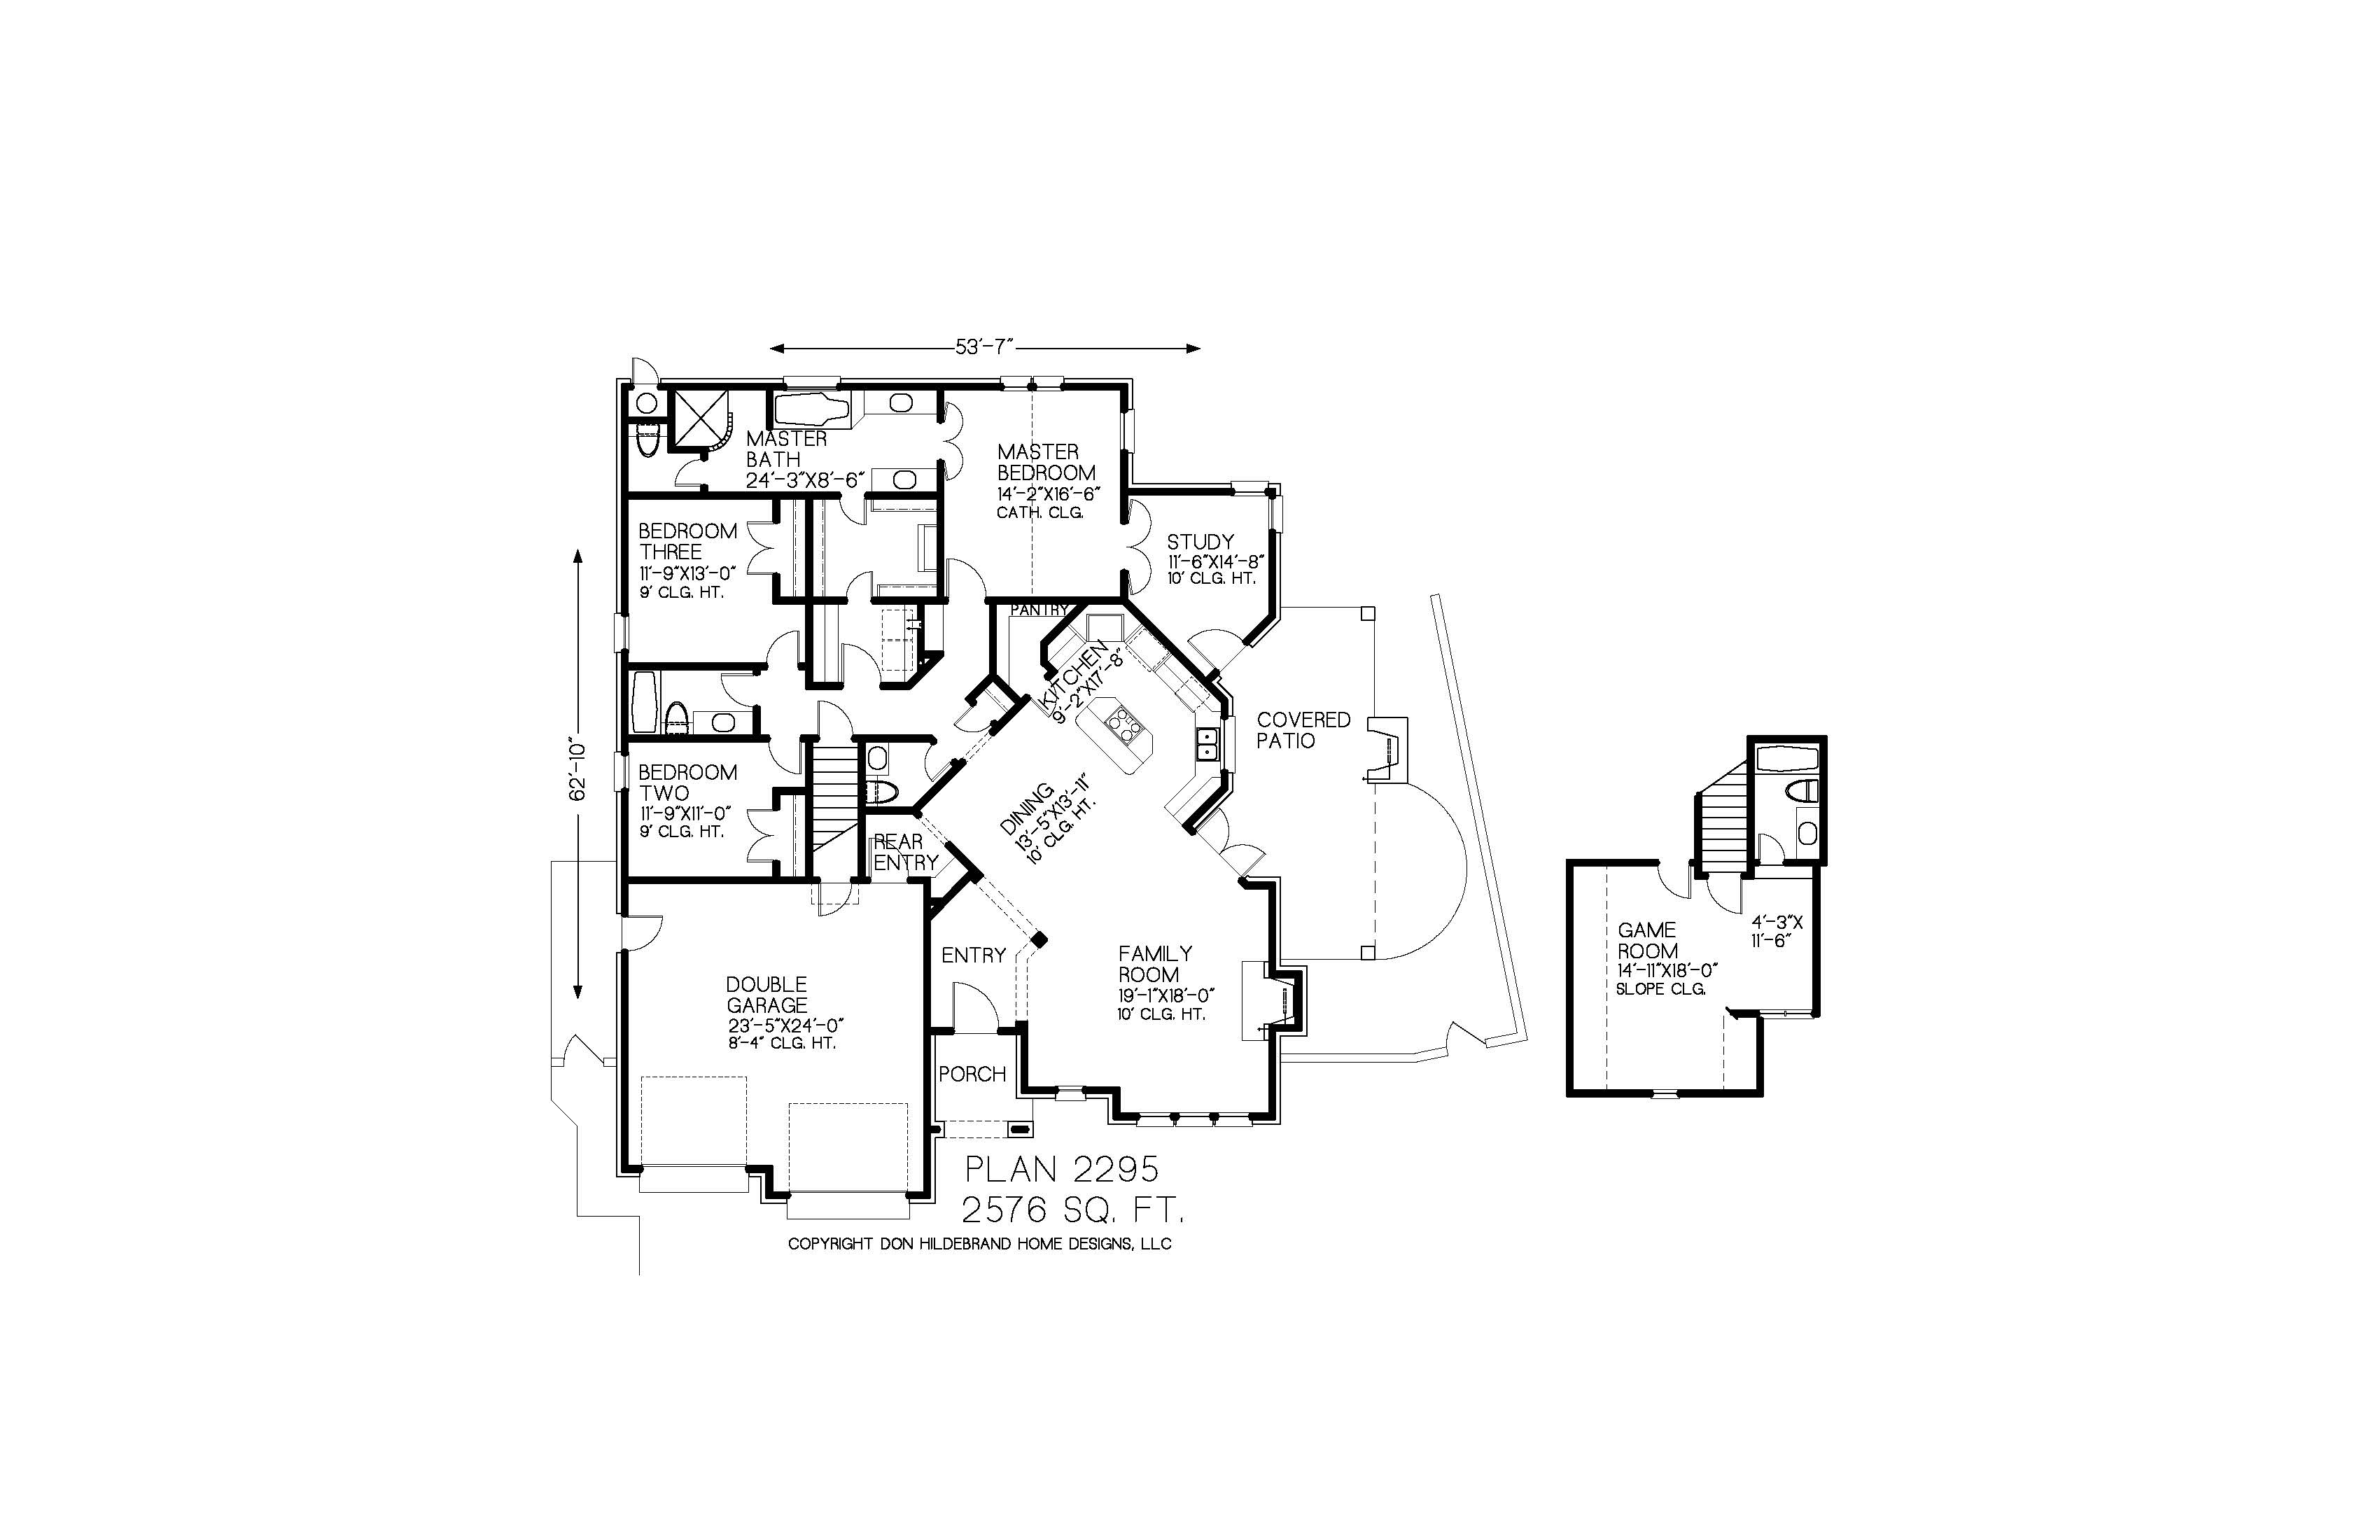 53'-7"
MASTER
BATH
24'-3"X8'-6"
MASTER
BEDROOM
14'-2"X16'-6"
CATH. CLG.
BEDROOM
THREE
11'-9"X13'-0"
9' CLG. HT.
STUDY
11'-6"X14'-8"
10' CLG. HT.
PANTRY
KITCHEN
9'-2"X17'-8"
COVERED
PATIO
62'-10"
BEDROOM
TWO
11'-9"X11'-0"
9' CLG. HT.
DINING
13'-5"X13'-11"
10' CLG. HT.
REAR
ENTRY
ENTRY
FAMILY
ROOM
19'-1"X18'-0"
10' CLG. HT.
DOUBLE
GARAGE
23'-5"X24'-0"
8'-4" CLG. HT.
PORCH
GAME
ROOM
14'-11"X18'-0"
SLOPE CLG.
4'-3"X
11'-6"
PLAN 2295
2576 SQ. FT.
COPYRIGHT DON HILDEBRAND HOME DESIGNS, LLC